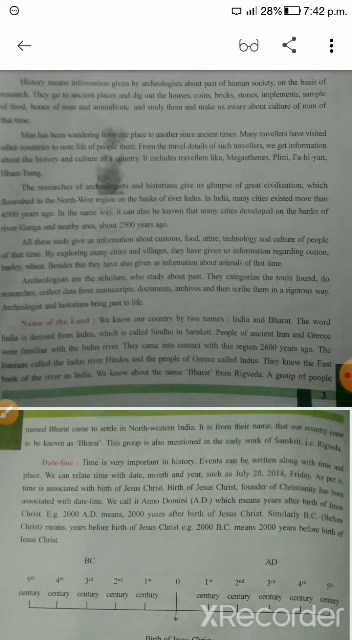 28% 7:42 p.m.
History means information given by archeologists about past of human society, on the basis of
research. They go to ancient places and dig out the houses, coins, bricks, stones, implements, sample
of food, bones of man and animals etc. and study them and make us aware about culture of man of
that time.
Man has been wandering from one place to another since ancient times. Many travellers have visited
other countries to note life of people there. From the travel details of such travellers, we get information
about the history and culture of a country. It includes travellers like, Megasthenes, Plini, Fa-hi-yan,
Hiuen Tsang.
The researches of archeologists and historians give us glimpse of great civilization, which
flourished in the North-West region on the banks of river Indus. In India, many cities existed more than
4500 years ago. In the same way, it can also be known that many cities developed on the banks of
river Ganga and nearby area, about 2500 years ago.
All these tools give us information about customs, food, attire, technology and culture of people
of that time. By exploring many cities and villages, they have given us information regarding cotton,
barley, wheat. Besides this they have also given us information about animals of that time.
Archeologists are the scholars, who study about past. They categorize the tools found, do
researches, collect data from manuscripts, documents, archives and then scribe them in a rigorous way.
Archeologist and historians bring past to life.
Name of the Land : We know our country by two names : India and Bharat. The word
India is derived from Indus, which is called Sindhu in Sanskrit. People of ancient Iran and Greece
were familiar with the Indus river. They came into contact with this region 2600 years ago. The
Iranians called the Indus river Hindos and the people of Greece called Indus. They knew the East
bank of the river as India. We know about the name 'Bharat' from Rigveda. A group of people
3
named Bharat came to settle in North-western India. It is from their name, that our country came
to be known as 'Bharat'. This group is also mentioned in the early work of Sanskrit, i.e. Rigveda.
Date-line : Time is very important in history. Events can be written along with time and
place. We can relate time with date, month and year, such as July 20, 2018, Friday. As per it,
time is associated with birth of Jesus Christ. Birth of Jesus Christ, founder of Christianity has been
associated with date-line. We call it Anno Domini (A.D.) which means years after birth of Jesus
Christ. E.g. 2000 A.D. means, 2000 years after birth of Jesus Christ. Similarly B.C. (Before
Christ) means, years before birth of Jesus Christ e.g. 2000 B.C. means 2000 years before birth of
Jesus Christ.
BC AD
5th 4th 3rd 2nd 1st 0 1st 2nd 3rd 4th 5th
century century century century century century century century century century
XRecorder
Birth of Jesus Christ